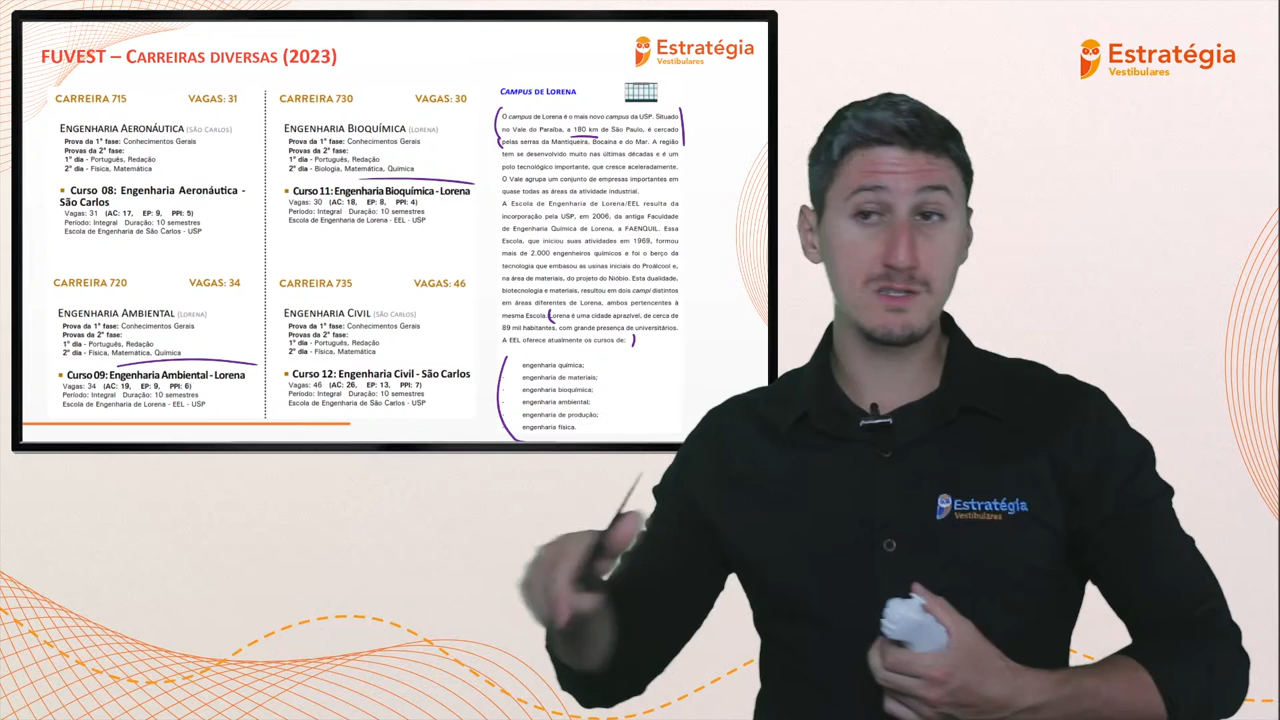 FUVEST – CARREIRAS DIVERSAS (2023)
Estratégia
Vestibulares
Estratégia
Vestibulares
CARREIRA 715 VAGAS: 31
ENGENHARIA AERONÁUTICA (SÃO CARLOS)
Prova da 1ª fase: Conhecimentos Gerais
Provas da 2ª fase:
1º dia - Português, Redação
2º dia - Física, Matemática
Curso 08: Engenharia Aeronáutica -
São Carlos
Vagas: 31 (AC: 17, EP: 9, PPI: 5)
Período: Integral Duração: 10 semestres
Escola de Engenharia de São Carlos - USP
CARREIRA 720 VAGAS: 34
ENGENHARIA AMBIENTAL (LORENA)
Prova da 1ª fase: Conhecimentos Gerais
Provas da 2ª fase:
1º dia - Português, Redação
2º dia - Física, Matemática, Química
Curso 09: Engenharia Ambiental - Lorena
Vagas: 34 (AC: 19, EP: 9, PPI: 6)
Período: Integral Duração: 10 semestres
Escola de Engenharia de Lorena - EEL - USP
CARREIRA 730 VAGAS: 30
ENGENHARIA BIOQUÍMICA (LORENA)
Prova da 1ª fase: Conhecimentos Gerais
Provas da 2ª fase:
1º dia - Português, Redação
2º dia - Biologia, Matemática, Química
Curso 11: Engenharia Bioquímica - Lorena
Vagas: 30 (AC: 18, EP: 8, PPI: 4)
Período: Integral Duração: 10 semestres
Escola de Engenharia de Lorena - EEL - USP
CARREIRA 735 VAGAS: 46
ENGENHARIA CIVIL (SÃO CARLOS)
Prova da 1ª fase: Conhecimentos Gerais
Provas da 2ª fase:
1º dia - Português, Redação
2º dia - Física, Matemática
Curso 12: Engenharia Civil - São Carlos
Vagas: 46 (AC: 26, EP: 13, PPI: 7)
Período: Integral Duração: 10 semestres
Escola de Engenharia de São Carlos - USP
CAMPUS DE LORENA
O campus de Lorena é o mais novo campus da USP. Situado
no Vale do Paraíba, a 180 km de São Paulo, é cercado
pelas serras da Mantiqueira, Bocaina e do Mar. A região
tem se desenvolvido muito nas últimas décadas e é um
polo tecnológico importante, que cresce aceleradamente.
O Vale agrupa um conjunto de empresas importantes em
quase todas as áreas da atividade industrial.
A Escola de Engenharia de Lorena/EEL resulta da
incorporação pela USP, em 2006, da antiga Faculdade
de Engenharia Química de Lorena, a FAENQUIL. Essa
Escola, que iniciou suas atividades em 1969, formou
mais de 2.000 engenheiros químicos e foi o berço da
tecnologia que embasou as usinas iniciais do Proálcool e,
na área de materiais, do projeto do Nióbio. Esta dualidade,
biotecnologia e materiais, resultou em dois campi distintos
em áreas diferentes de Lorena, ambos pertencentes à
mesma Escola. Lorena é uma cidade aprazível, de cerca de
89 mil habitantes, com grande presença de universitários.
A EEL oferece atualmente os cursos de:
engenharia química;
engenharia de materiais;
engenharia bioquímica;
engenharia ambiental;
engenharia de produção;
engenharia física.
Estratégia
Vestibulares